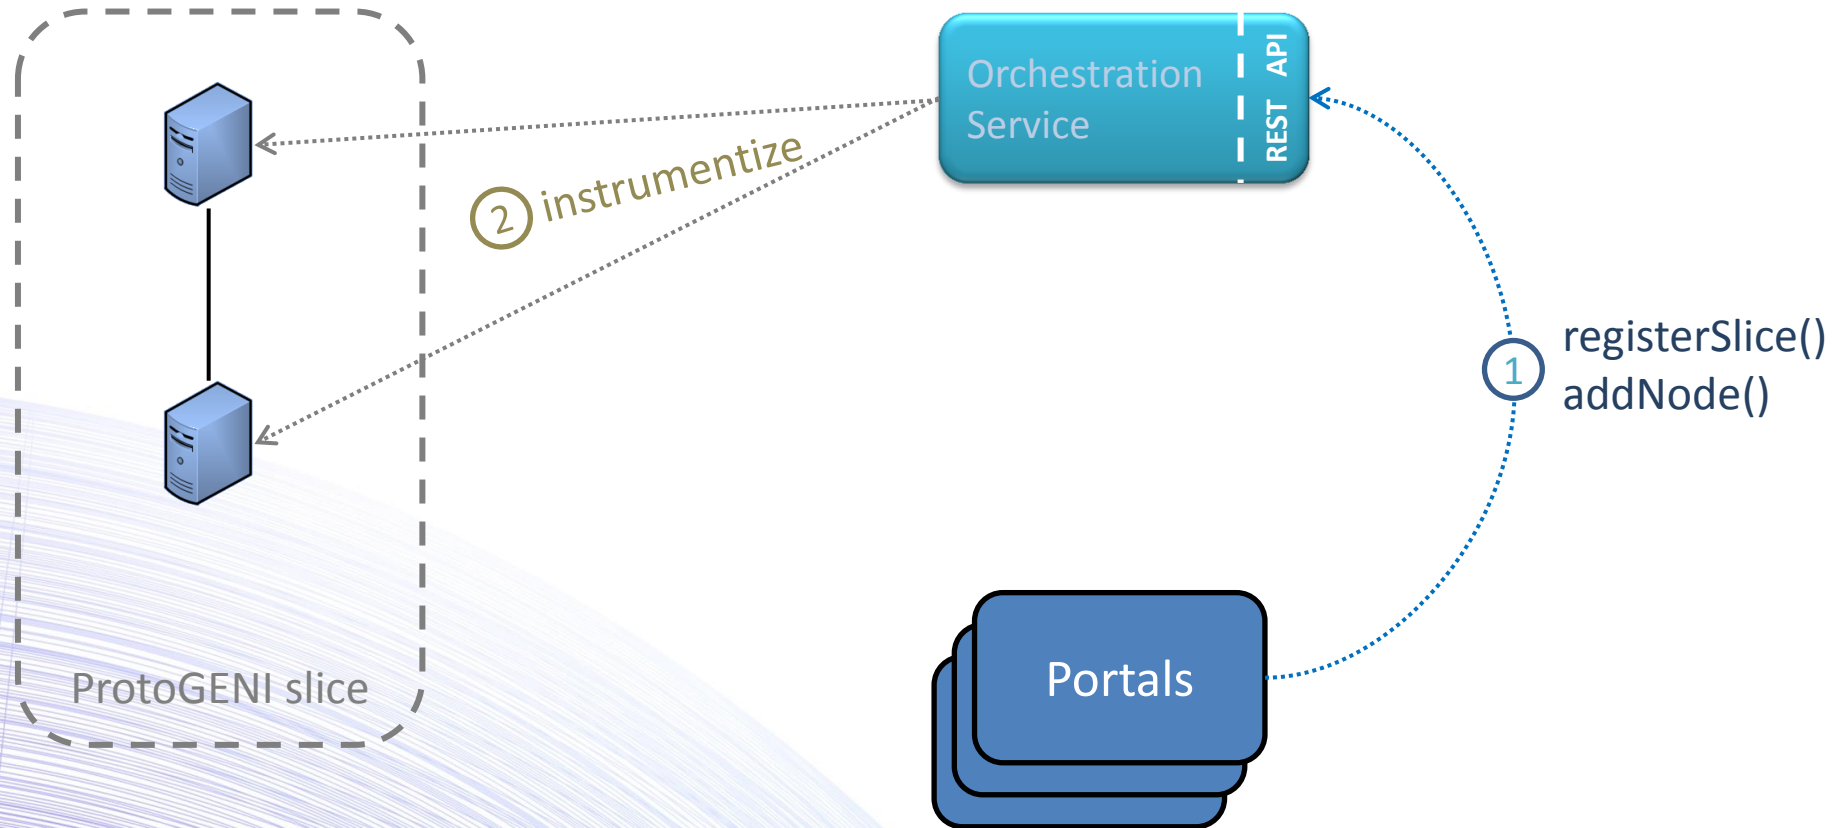 Orchestration
Service
REST API
2 instrumentize
registerSlice()
1
addNode()
ProtoGENI slice
Portals